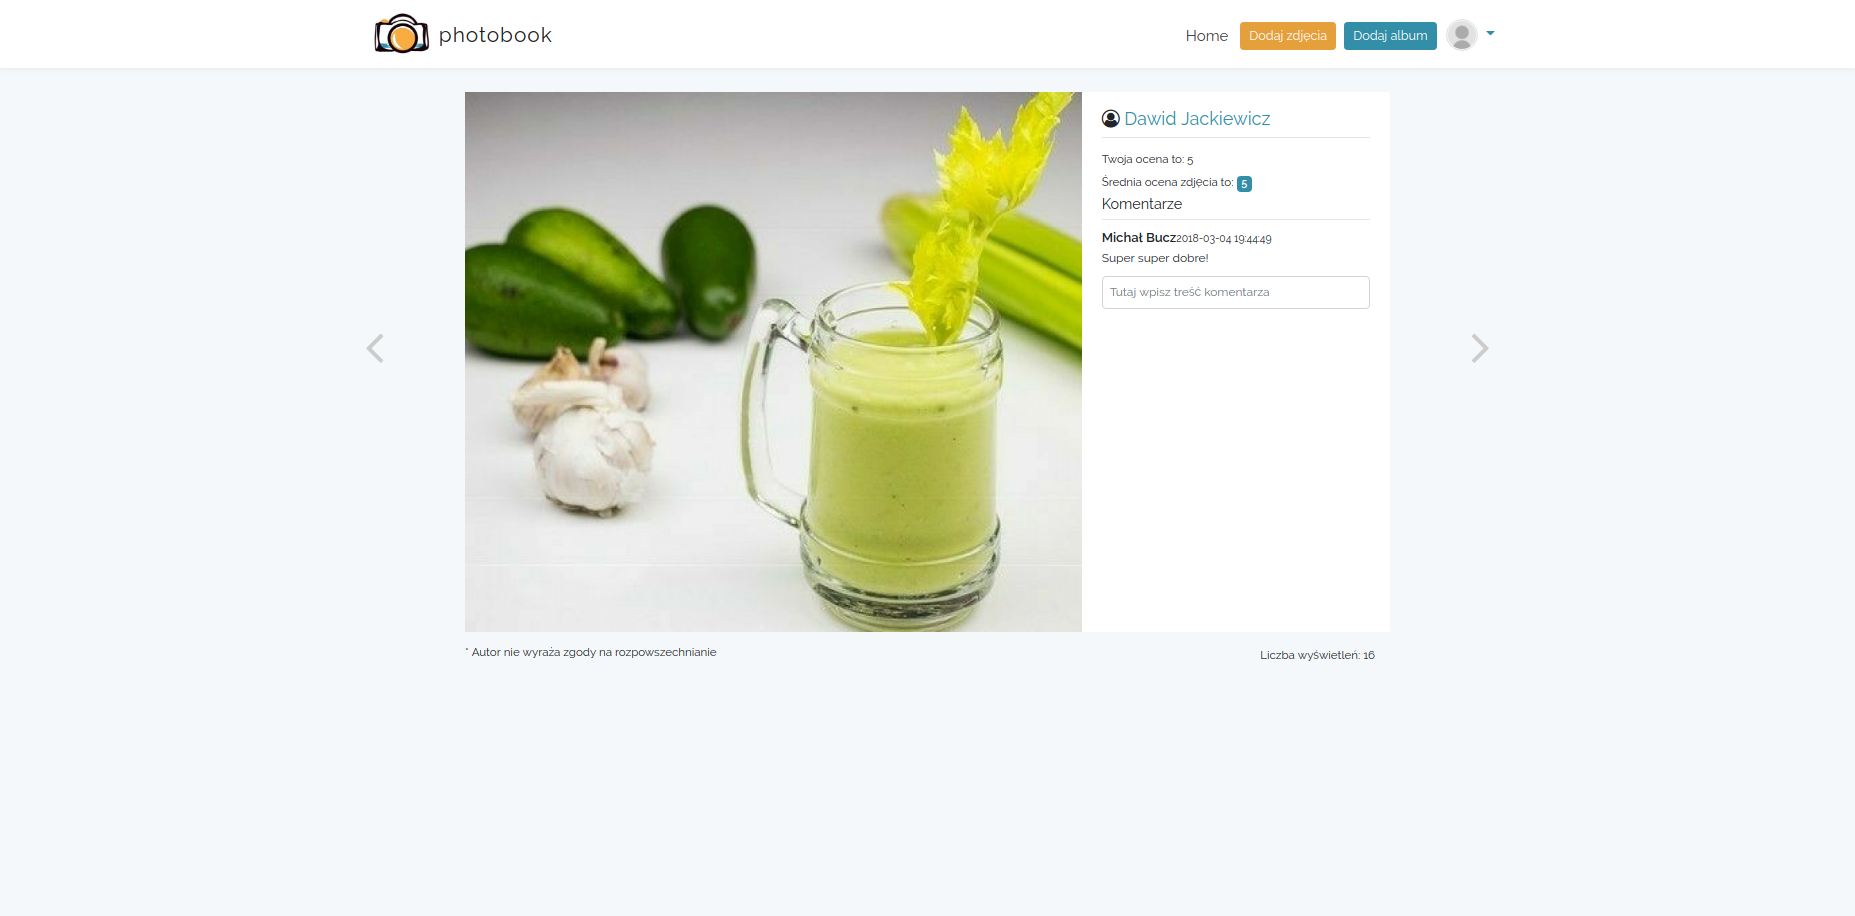 photobook
Home Dodaj zdjęcia Dodaj album
Dawid Jackiewicz
Twoja ocena to: 5
Średnia ocena zdjęcia to: 5
Komentarze
Michał Bucz2018-03-04 19:44:49
Super super dobre!
Tutaj wpisz treść komentarza
* Autor nie wyraża zgody na rozpowszechnianie
Liczba wyświetleń: 16